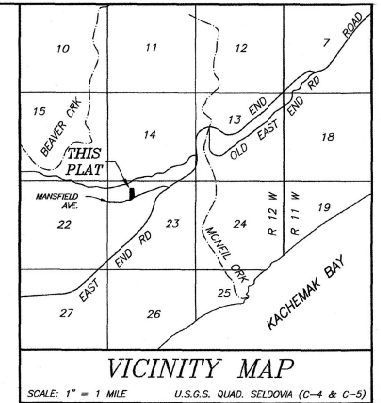 10
11
12
7
ROAD
15
BEAVER CRK
14
13
END
OLD EAST END RD
18
THIS
PLAT
MANSFIELD
AVE.
22
23
24
R 12 W
R 11 W
19
EAST END RD
MCNEIL CRK
25
KACHEMAK BAY
27
26
VICINITY MAP
SCALE: 1" = 1 MILE
U.S.G.S. QUAD. SELDOVIA (C-4 & C-5)